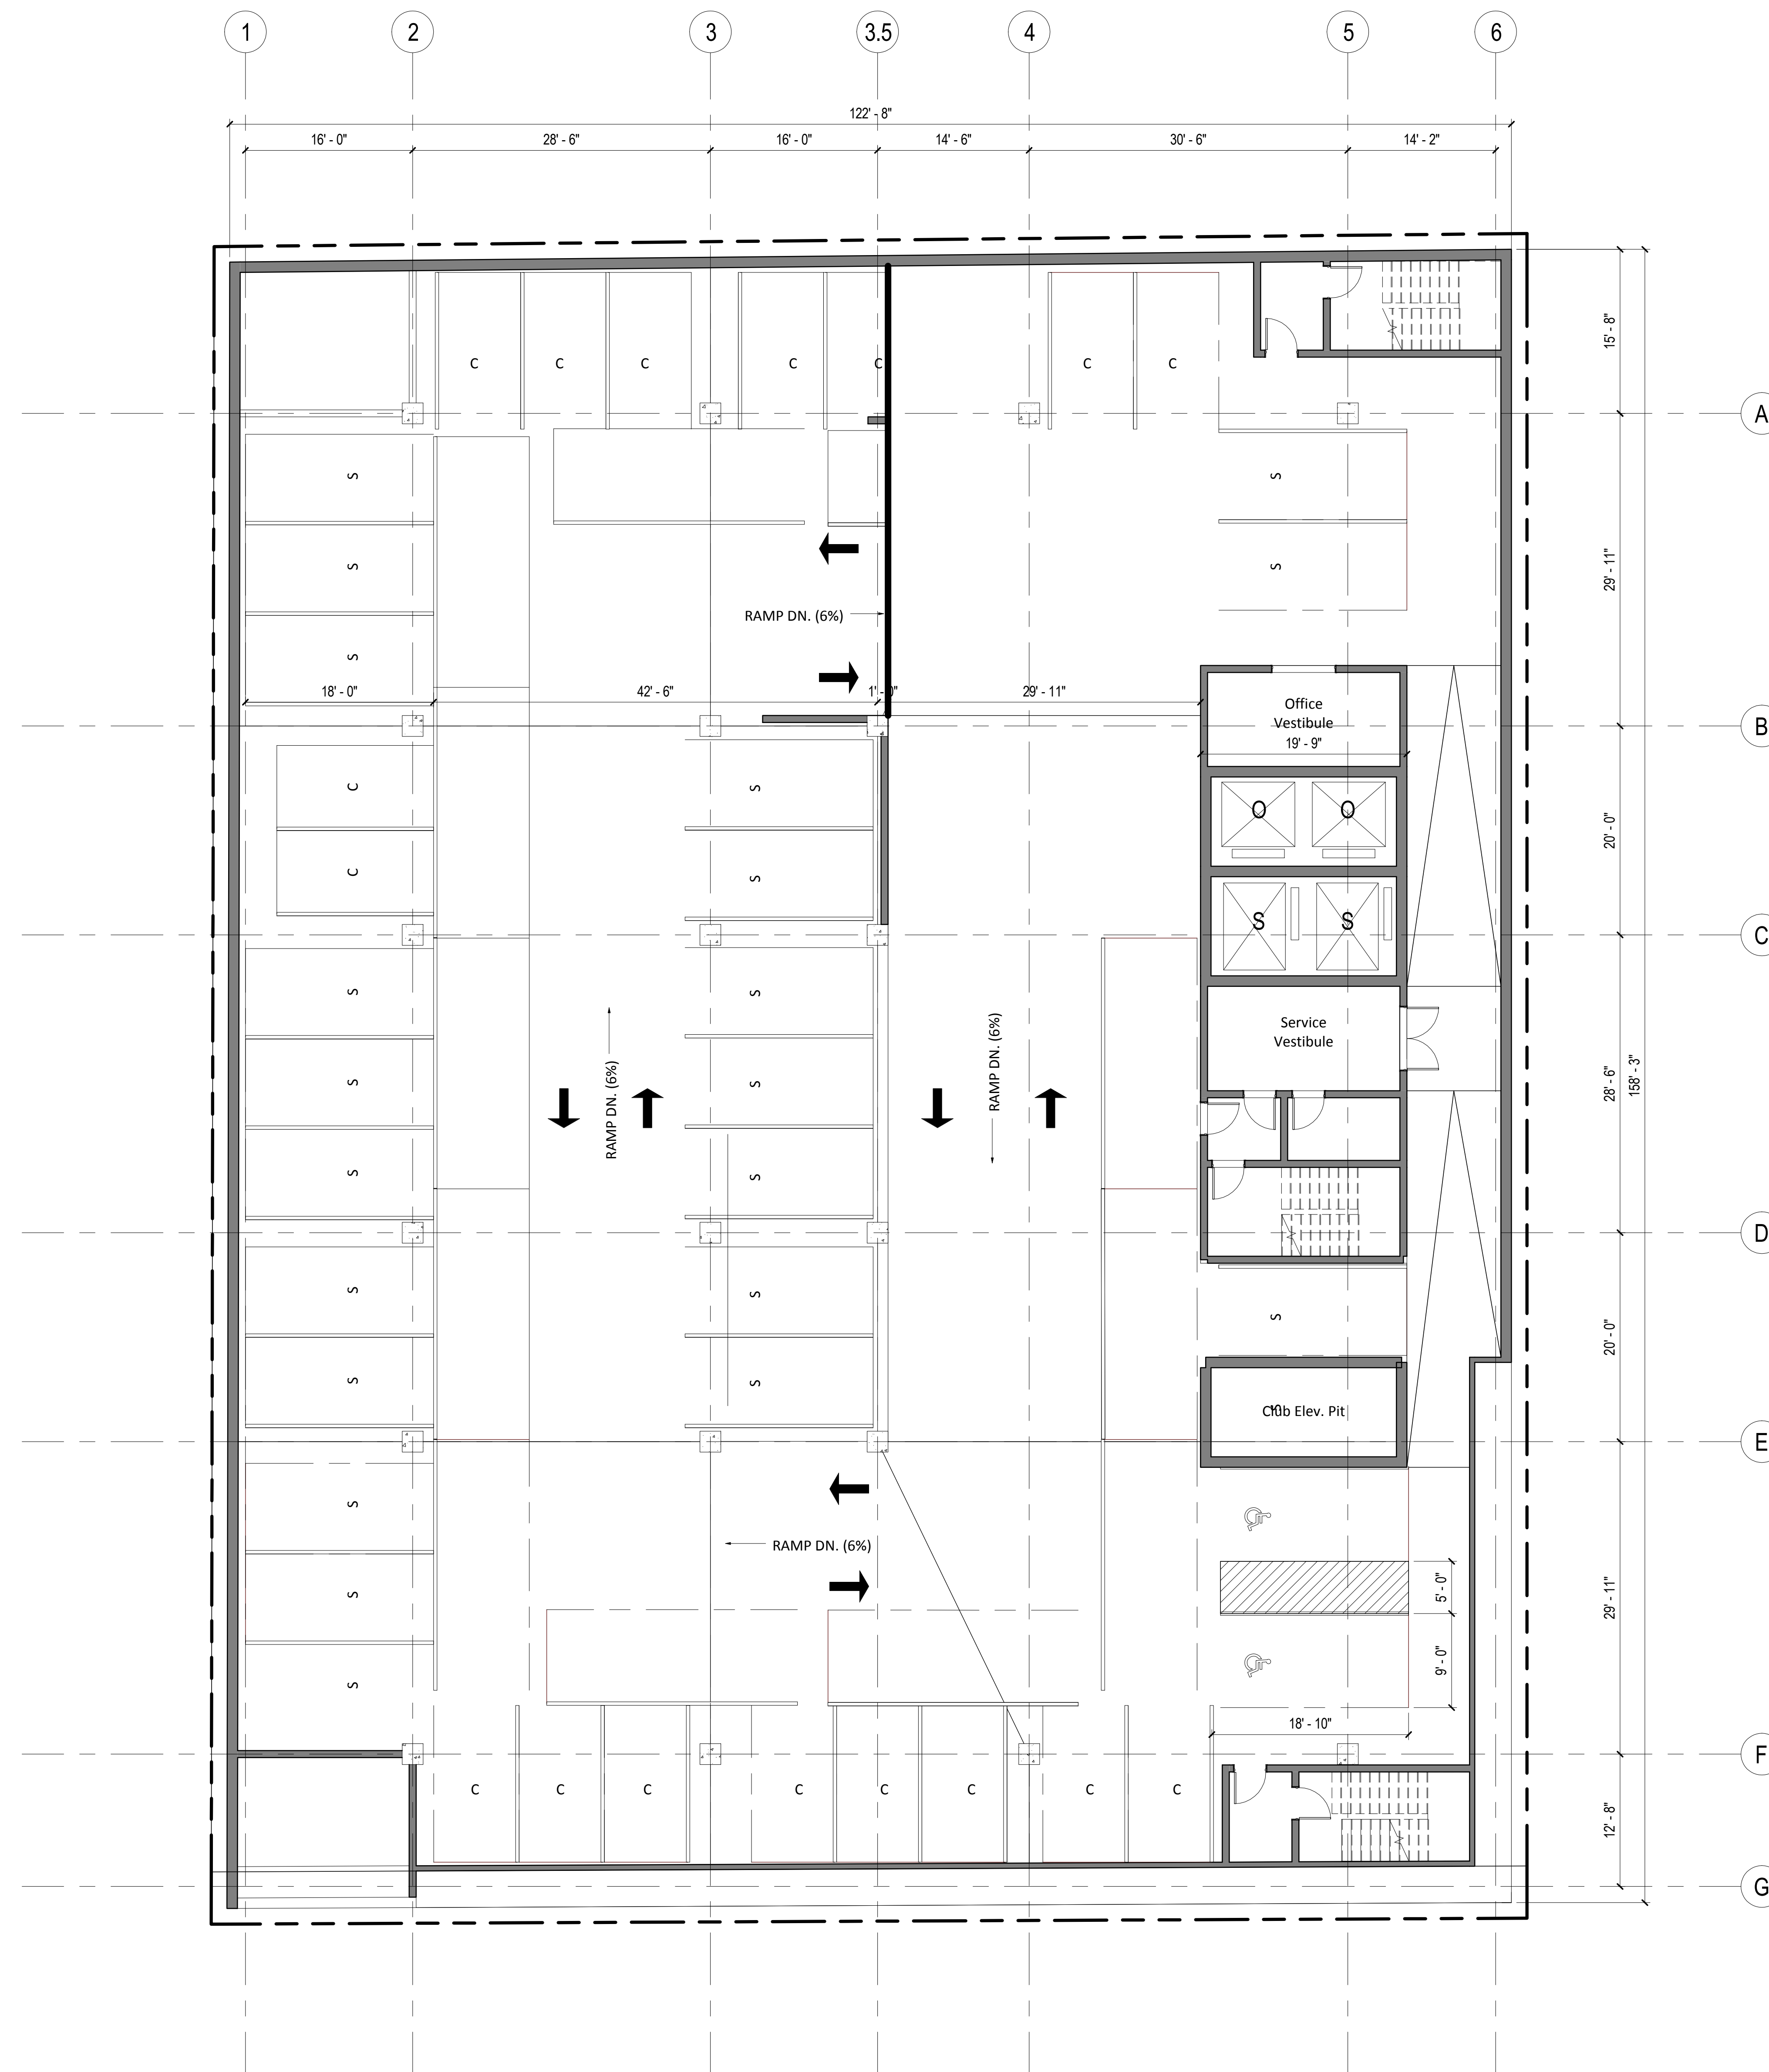 1 2 3 3.5 4 5 6
122' - 8"
16' - 0" 28' - 6" 16' - 0" 14' - 6" 30' - 6" 14' - 2"
15' - 8"
C C C C C C C
A
S S
29' - 11"
S S
RAMP DN. (6%)
S
18' - 0" 42' - 6" 1' - 0" 29' - 11"
Office
Vestibule
19' - 9"
B
C S
O O
20' - 0"
C S
S S
C
S S
Service
Vestibule
RAMP DN. (6%)
RAMP DN. (6%)
28' - 6"
158' - 3"
S S
S S
D
S S
S
20' - 0"
S S
Club Elev. Pit
S
E
S
RAMP DN. (6%)
5' - 0"
29' - 11"
S
9' - 0"
S
18' - 10"
F
C C C C C C C C
12' - 8"
G